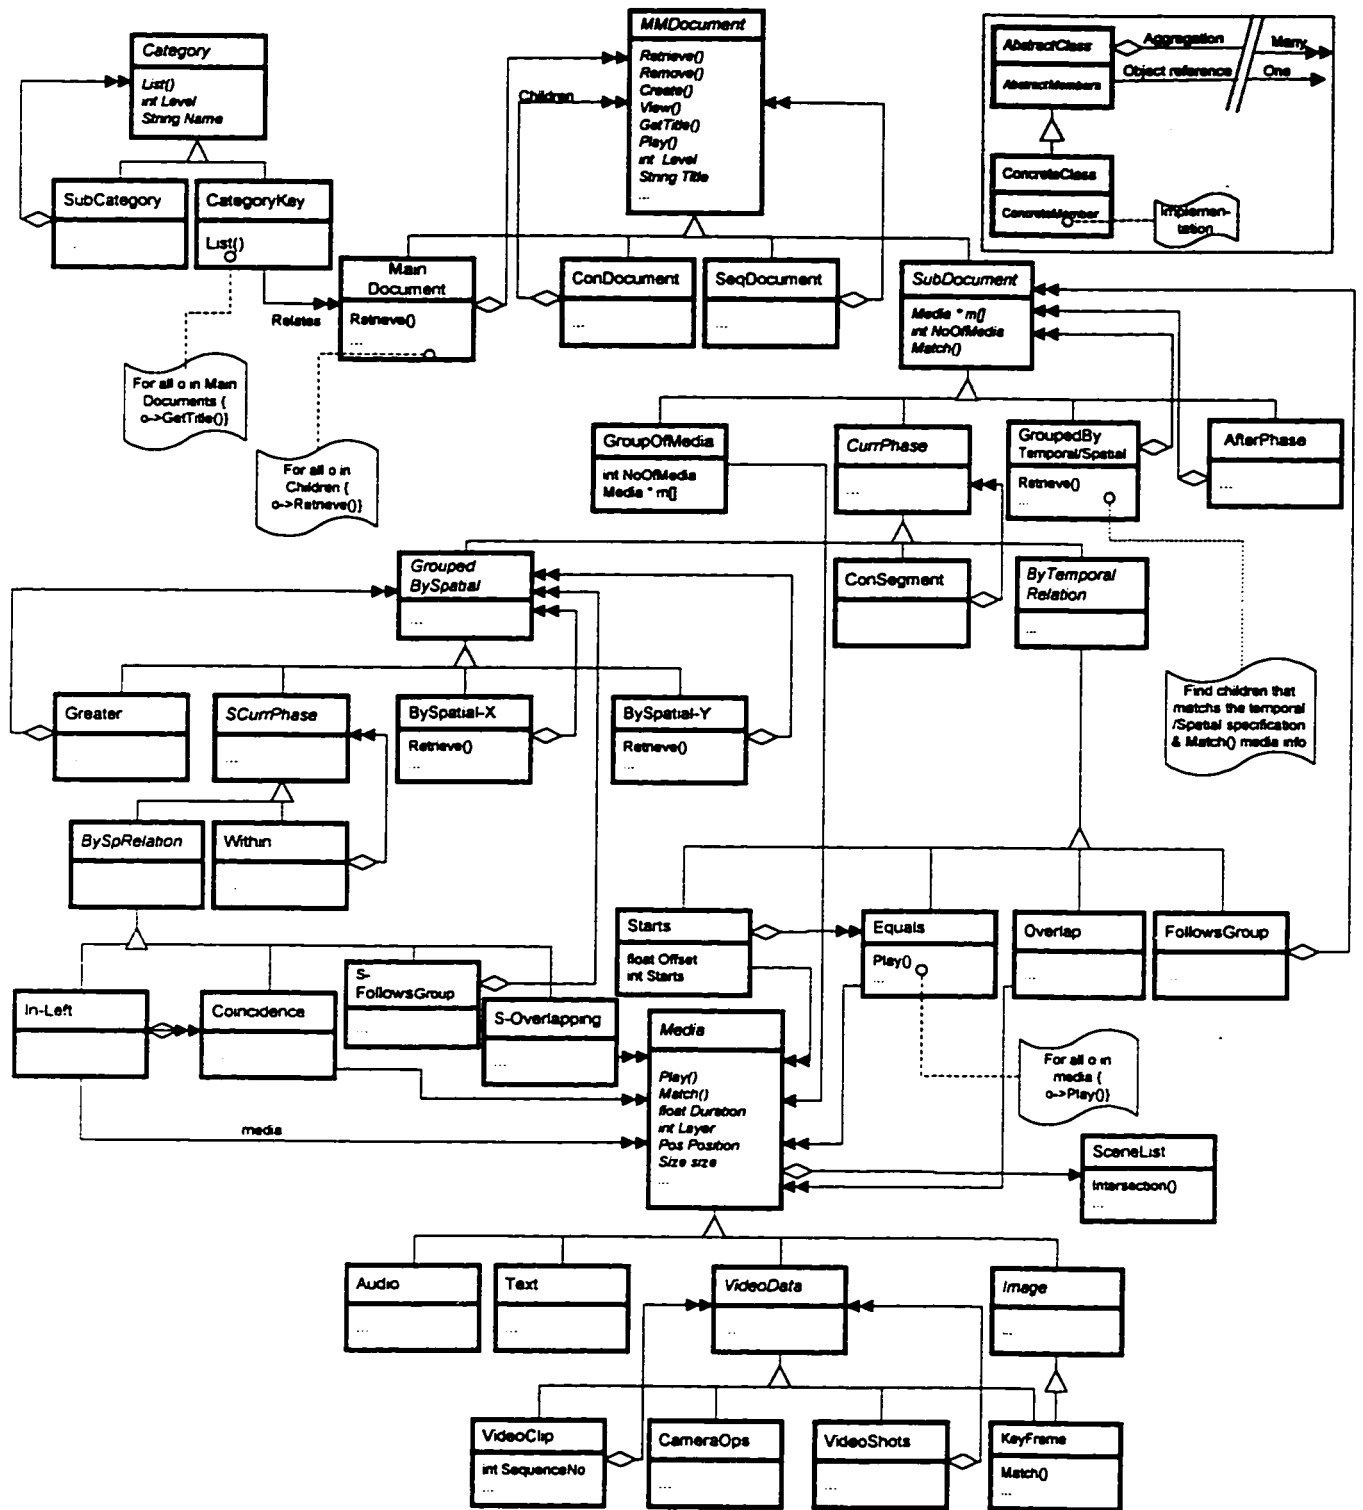 MMDocument
Retrieve()
Remove()
Create()
View()
GetTitle()
Play()
int Level
String Title
...
Category
List()
int Level
String Name
Children
AbstractClass
AbstractMembers
Aggregation
Many
Object reference
One
ConcreteClass
ConcreteMember
Implemen-
tation
SubCategory
CategoryKey
List()
Relates
Main
Document
Retrieve()
...
ConDocument
...
SeqDocument
...
SubDocument
Media * m[]
int NoOfMedia
Match()
For all o in Main
Documents {
o->GetTitle()}
For all o in
Children {
o->Retrieve()}
GroupOfMedia
int NoOfMedia
Media * m[]
CurrPhase
...
GroupedBy
Temporal/Spatial
Retrieve()
...
AfterPhase
...
Grouped
BySpatial
...
ConSegment
ByTemporal
Relation
...
Find children that
matchs the temporal
/Spatial specification
& Match() media info
Greater
SCurrPhase
...
BySpatial-X
Retrieve()
...
BySpatial-Y
Retrieve()
...
BySpRelation
Within
Starts
float Offset
int Starts
Equals
Play()
...
Overlap
...
FollowsGroup
...
In-Left
Coincidence
S-
FollowsGroup
...
S-Overlapping
...
Media
Play()
Match()
float Duration
int Layer
Pos Position
Size size
...
For all o in
media {
o->Play()}
media
SceneList
Intersection()
...
Audio
...
Text
...
VideoData
...
Image
...
VideoClip
int SequenceNo
...
CameraOps
...
VideoShots
...
KeyFrame
Match()
...